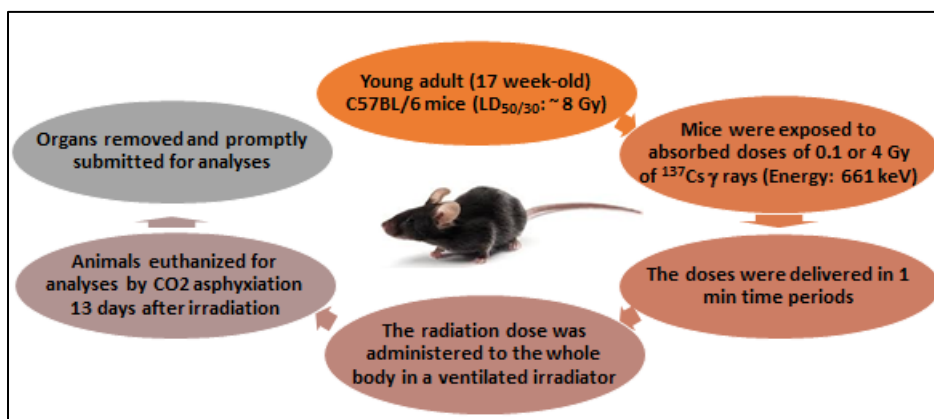 Young adult (17 week-old)
C57BL/6 mice (LD50/30: ~ 8 Gy)
Mice were exposed to
absorbed doses of 0.1 or 4 Gy
of 137Cs γ rays (Energy: 661 keV)
The doses were delivered in 1
min time periods
The radiation dose was
administered to the whole
body in a ventilated irradiator
Animals euthanized for
analyses by CO2 asphyxiation
13 days after irradiation
Organs removed and promptly
submitted for analyses